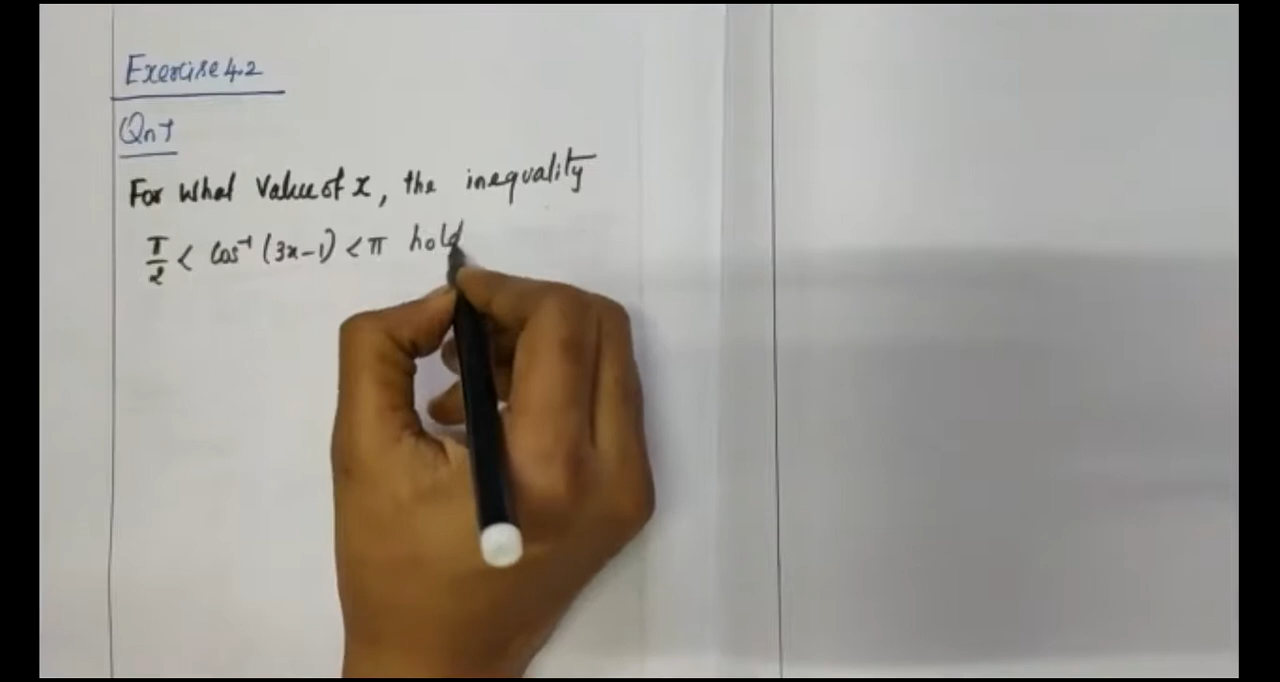 Exercise 4.2
Qn 7
For what value of x, the inequality
π/2 < cos⁻¹ (3x-1) < π hold